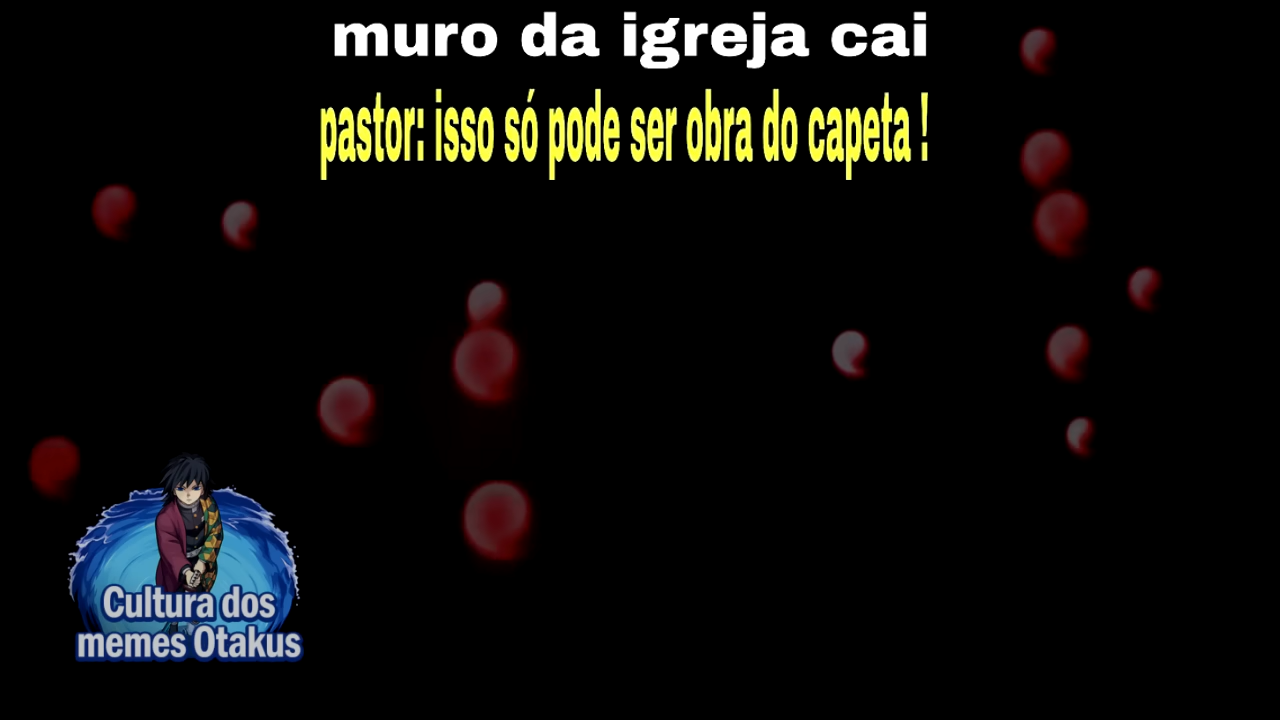 muro da igreja cai
pastor: isso só pode ser obra do capeta !
Cultura dos
memes Otakus